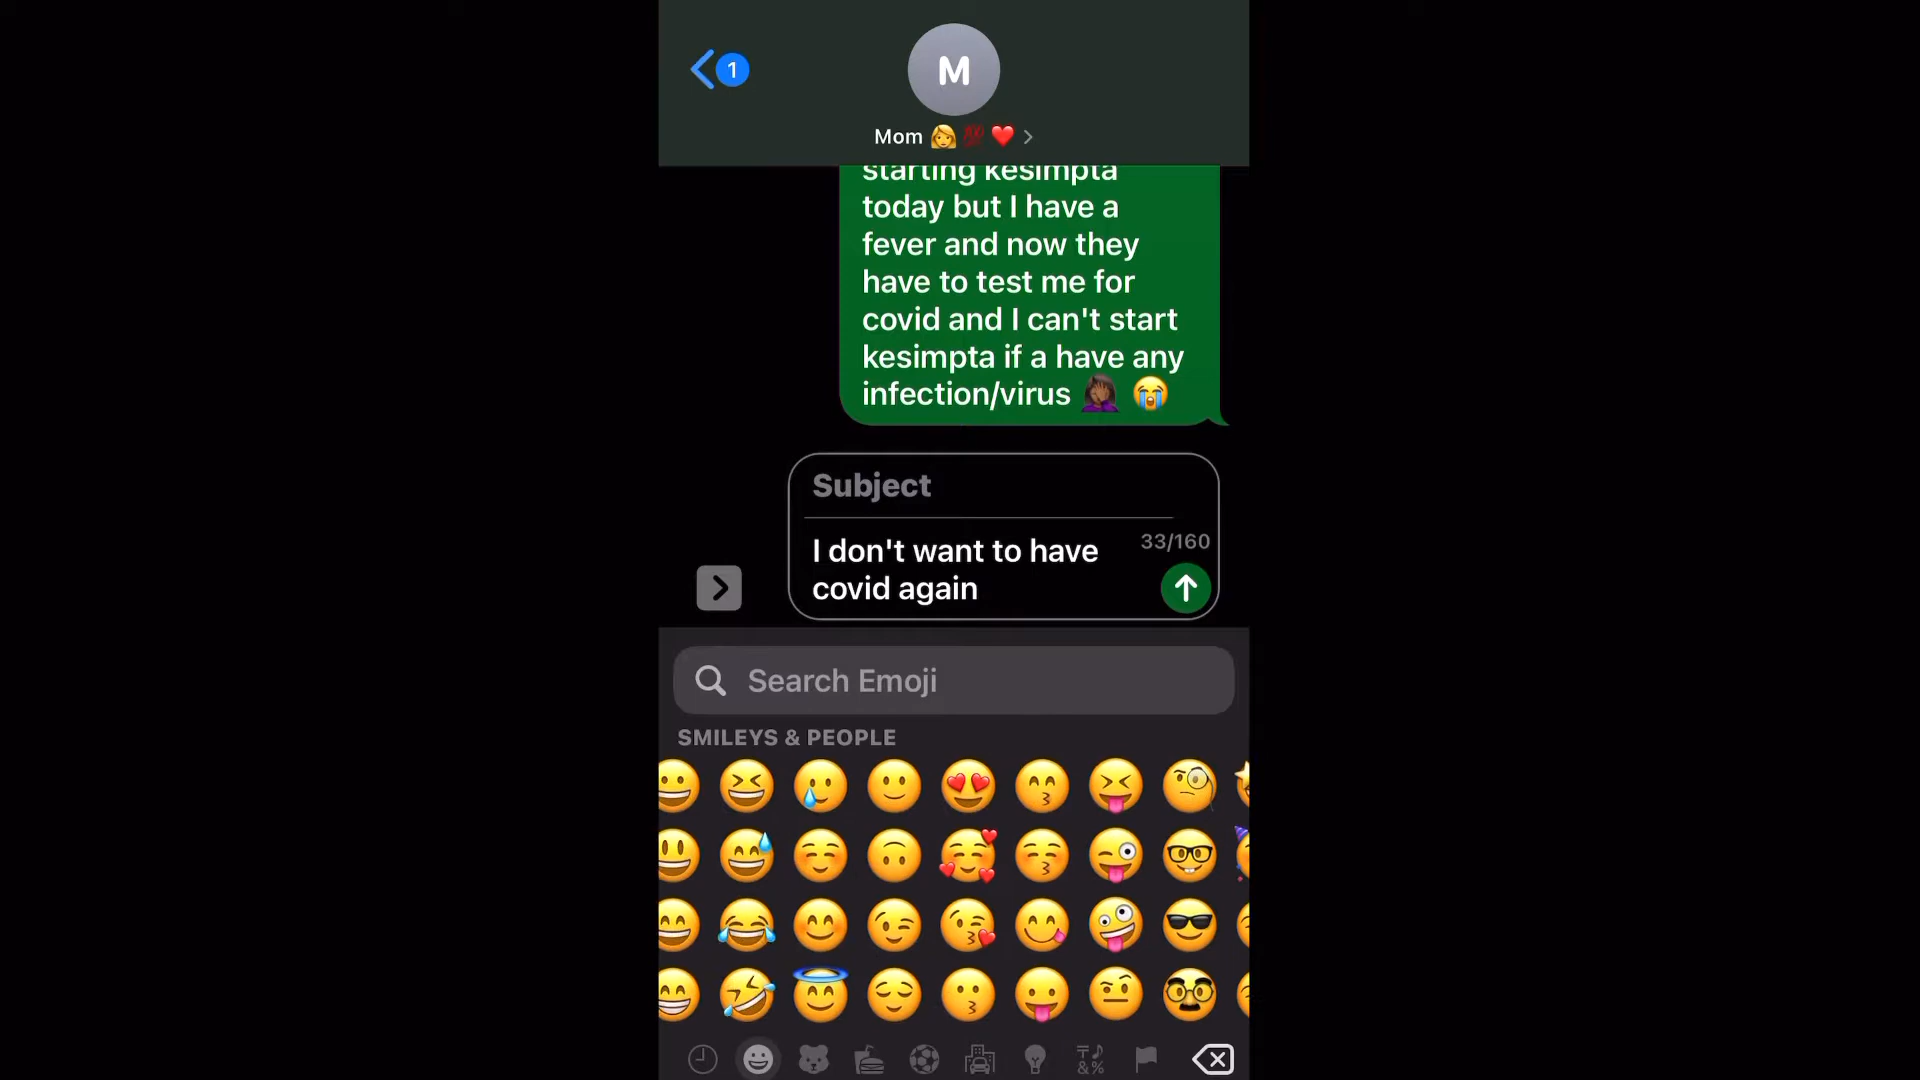 1
M
Mom 👩💯❤️ >
starting kesimpta
today but I have a
fever and now they
have to test me for
covid and I can't start
kesimpta if a have any
infection/virus 🤦🏾‍♀️ 😭
Subject
I don't want to have
covid again
33/160
Search Emoji
SMILEYS & PEOPLE